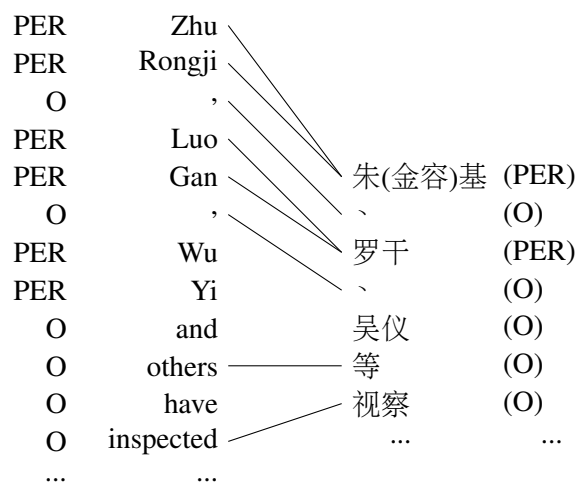 PER Zhu
PER Rongji
O ,
PER Luo
PER Gan 朱(金容)基 (PER)
O , 、 (O)
PER Wu 罗干 (PER)
PER Yi 、 (O)
O and 吴仪 (O)
O others 等 (O)
O have 视察 (O)
O inspected ... ...
... ...